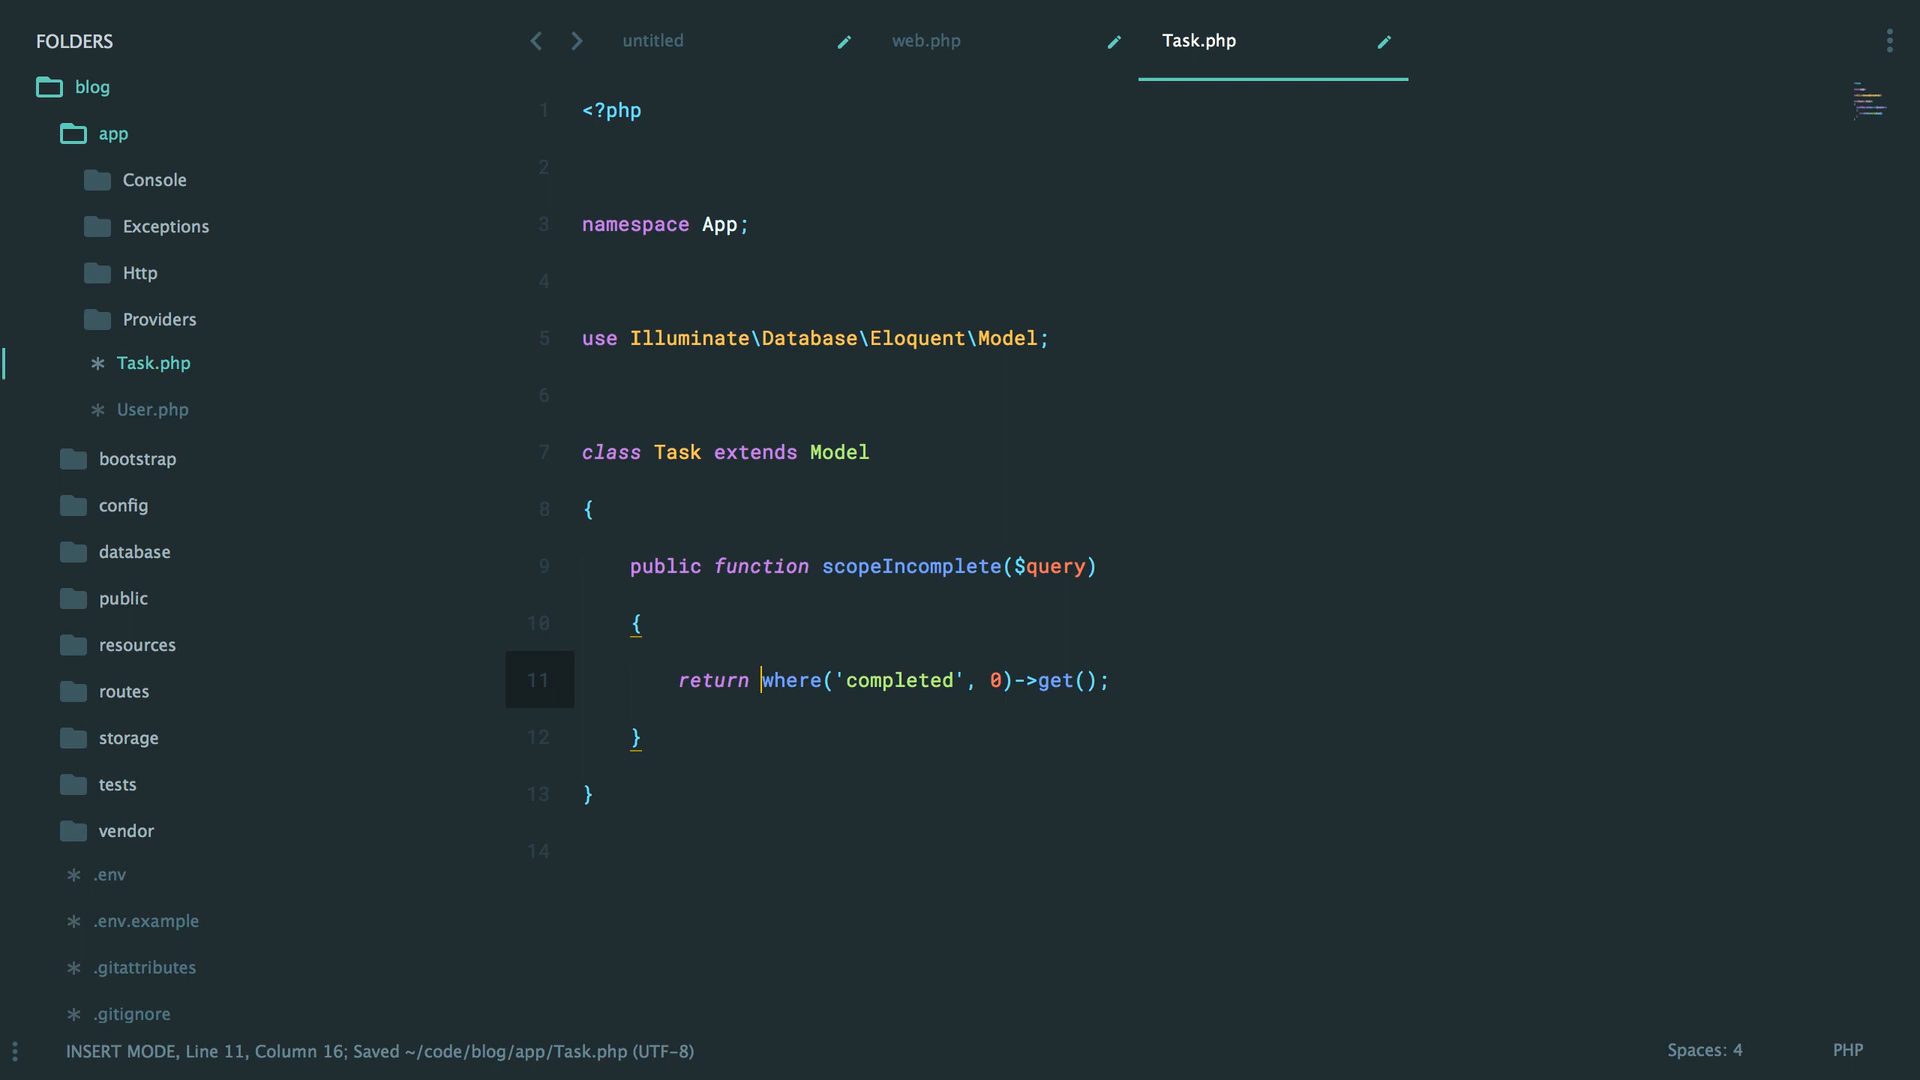 FOLDERS
blog
app
Console
Exceptions
Http
Providers
Task.php
User.php
bootstrap
config
database
public
resources
routes
storage
tests
vendor
.env
.env.example
.gitattributes
.gitignore
untitled
web.php
Task.php
1 <?php
2
3 namespace App;
4
5 use Illuminate\Database\Eloquent\Model;
6
7 class Task extends Model
8 {
9 public function scopeIncomplete($query)
10 {
11 return where('completed', 0)->get();
12 }
13 }
14
INSERT MODE, Line 11, Column 16; Saved ~/code/blog/app/Task.php (UTF-8)
Spaces: 4
PHP